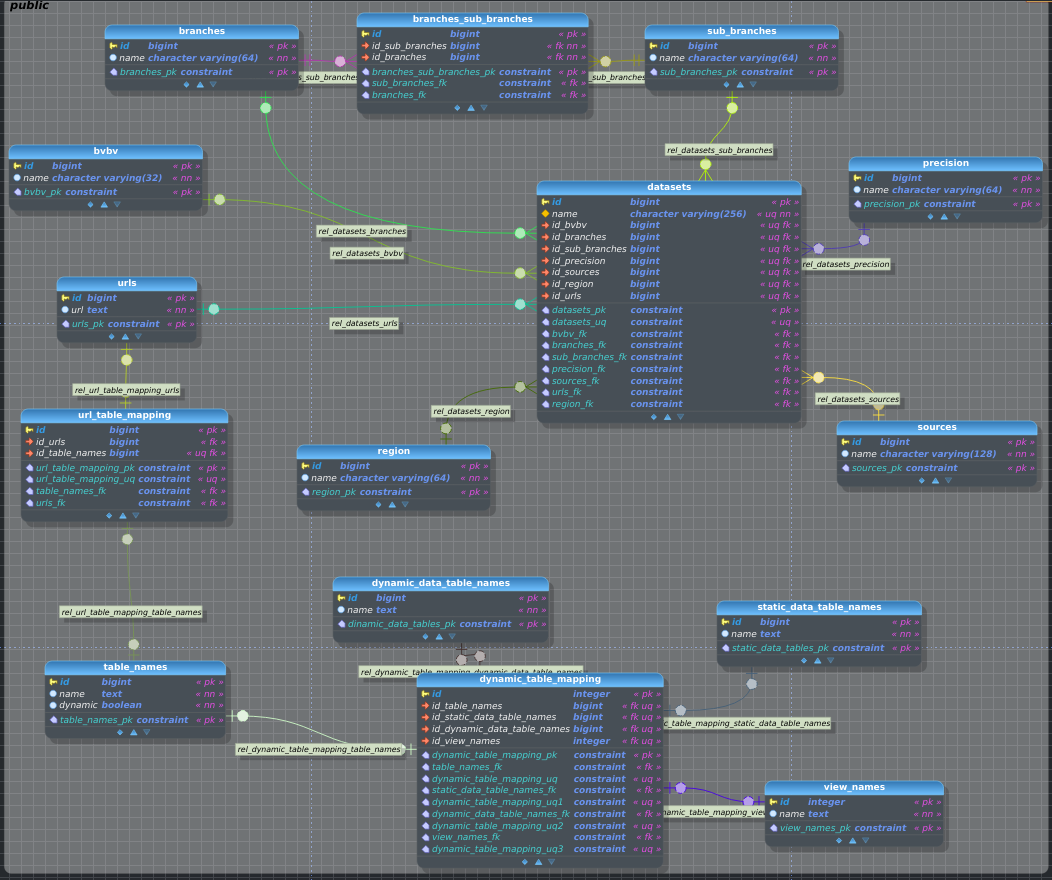 public
branches
id bigint « pk »
name character varying(64) « nn »
branches_pk constraint « pk »
branches_sub_branches
id bigint « pk »
id_sub_branches bigint « fk nn »
id_branches bigint « fk nn »
branches_sub_branches_pk constraint « pk »
sub_branches_fk constraint « fk »
branches_fk constraint « fk »
sub_branches
id bigint « pk »
name character varying(64) « nn »
sub_branches_pk constraint « pk »
s_sub_branches
_sub_branches
rel_datasets_sub_branches
bvbv
id bigint « pk »
name character varying(32) « nn »
bvbv_pk constraint « pk »
precision
id bigint « pk »
name character varying(64) « nn »
precision_pk constraint « pk »
rel_datasets_branches
rel_datasets_bvbv
rel_datasets_precision
datasets
id bigint « pk »
name character varying(256) « uq nn »
id_bvbv bigint « uq fk »
id_branches bigint « uq fk »
id_sub_branches bigint « uq fk »
id_precision bigint « uq fk »
id_sources bigint « uq fk »
id_region bigint « uq fk »
id_urls bigint « uq fk »
datasets_pk constraint « pk »
datasets_uq constraint « uq »
bvbv_fk constraint « fk »
branches_fk constraint « fk »
sub_branches_fk constraint « fk »
precision_fk constraint « fk »
sources_fk constraint « fk »
urls_fk constraint « fk »
region_fk constraint « fk »
urls
id bigint « pk »
url text « nn »
urls_pk constraint « pk »
rel_datasets_urls
rel_url_table_mapping_urls
rel_datasets_region
rel_datasets_sources
url_table_mapping
id bigint « pk »
id_urls bigint « fk »
id_table_names bigint « uq fk »
url_table_mapping_pk constraint « pk »
url_table_mapping_uq constraint « uq »
table_names_fk constraint « fk »
urls_fk constraint « fk »
region
id bigint « pk »
name character varying(64) « nn »
region_pk constraint « pk »
sources
id bigint « pk »
name character varying(128) « nn »
sources_pk constraint « pk »
rel_url_table_mapping_table_names
dynamic_data_table_names
id bigint « pk »
name text « nn »
dinamic_data_tables_pk constraint « pk »
static_data_table_names
id bigint « pk »
name text « nn »
static_data_tables_pk constraint « pk »
table_names
id bigint « pk »
name text « nn »
dynamic boolean « nn »
table_names_pk constraint « pk »
rel_dynamic_table_mapping_dynamic_data_table_names
rel_dynamic_table_mapping_table_names
dynamic_table_mapping
id integer « pk »
id_table_names bigint « fk uq »
id_static_data_table_names bigint « fk uq »
id_dynamic_data_table_names bigint « fk uq »
id_view_names integer « fk uq »
dynamic_table_mapping_pk constraint « pk »
table_names_fk constraint « fk »
dynamic_table_mapping_uq constraint « uq »
static_data_table_names_fk constraint « fk »
dynamic_table_mapping_uq1 constraint « uq »
dynamic_data_table_names_fk constraint « fk »
dynamic_table_mapping_uq2 constraint « uq »
view_names_fk constraint « fk »
dynamic_table_mapping_uq3 constraint « uq »
c_table_mapping_static_data_table_names
namic_table_mapping_view
view_names
id integer « pk »
name text « nn »
view_names_pk constraint « pk »